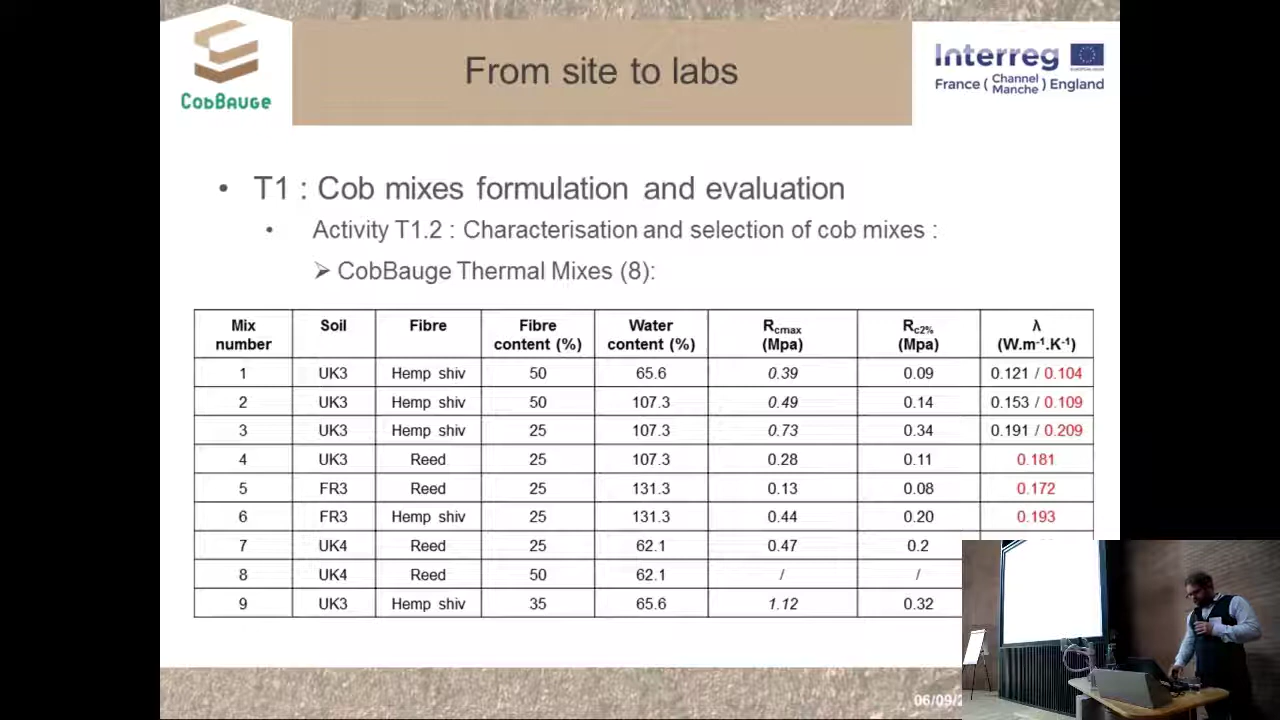 From site to labs
CobBauge
Interreg
EUROPEAN UNION
France ( Channel Manche ) England
• T1 : Cob mixes formulation and evaluation
• Activity T1.2 : Characterisation and selection of cob mixes :
➢ CobBauge Thermal Mixes (8):
Mix number Soil Fibre Fibre content (%) Water content (%) Rcmax (Mpa) Rc2% (Mpa) λ (W.m-1.K-1)
1 UK3 Hemp shiv 50 65.6 0.39 0.09 0.121 / 0.104
2 UK3 Hemp shiv 50 107.3 0.49 0.14 0.153 / 0.109
3 UK3 Hemp shiv 25 107.3 0.73 0.34 0.191 / 0.209
4 UK3 Reed 25 107.3 0.28 0.11 0.181
5 FR3 Reed 25 131.3 0.13 0.08 0.172
6 FR3 Hemp shiv 25 131.3 0.44 0.20 0.193
7 UK4 Reed 25 62.1 0.47 0.2
8 UK4 Reed 50 62.1 / /
9 UK3 Hemp shiv 35 65.6 1.12 0.32
06/09/2